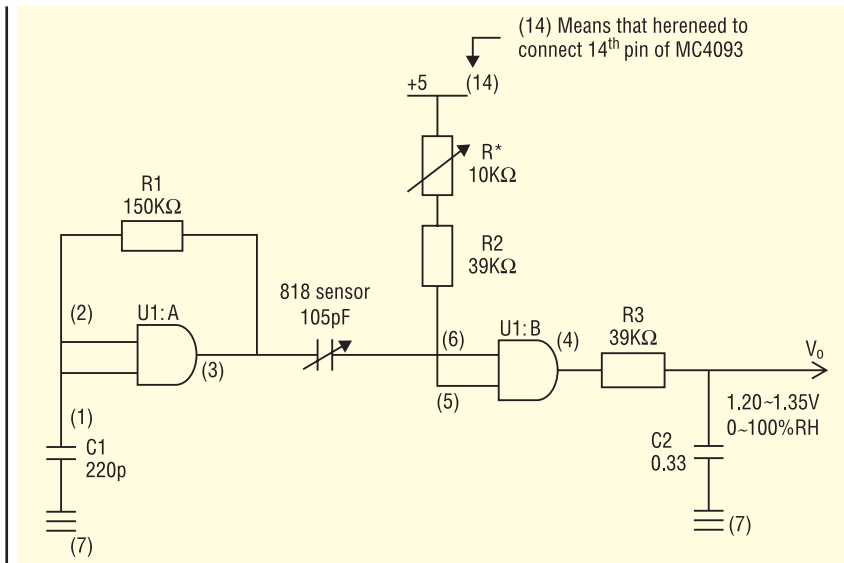 (14) Means that hereneed to
connect 14th pin of MC4093
+5
(14)
R*
10KΩ
R1
150KΩ
R2
39KΩ
818 sensor
105pF
(2)
U1: A
(3)
(6)
U1: B
(4)
R3
39KΩ
Vo
(5)
(1)
C1
220p
1.20~1.35V
0~100%RH
C2
0.33
(7)
(7)